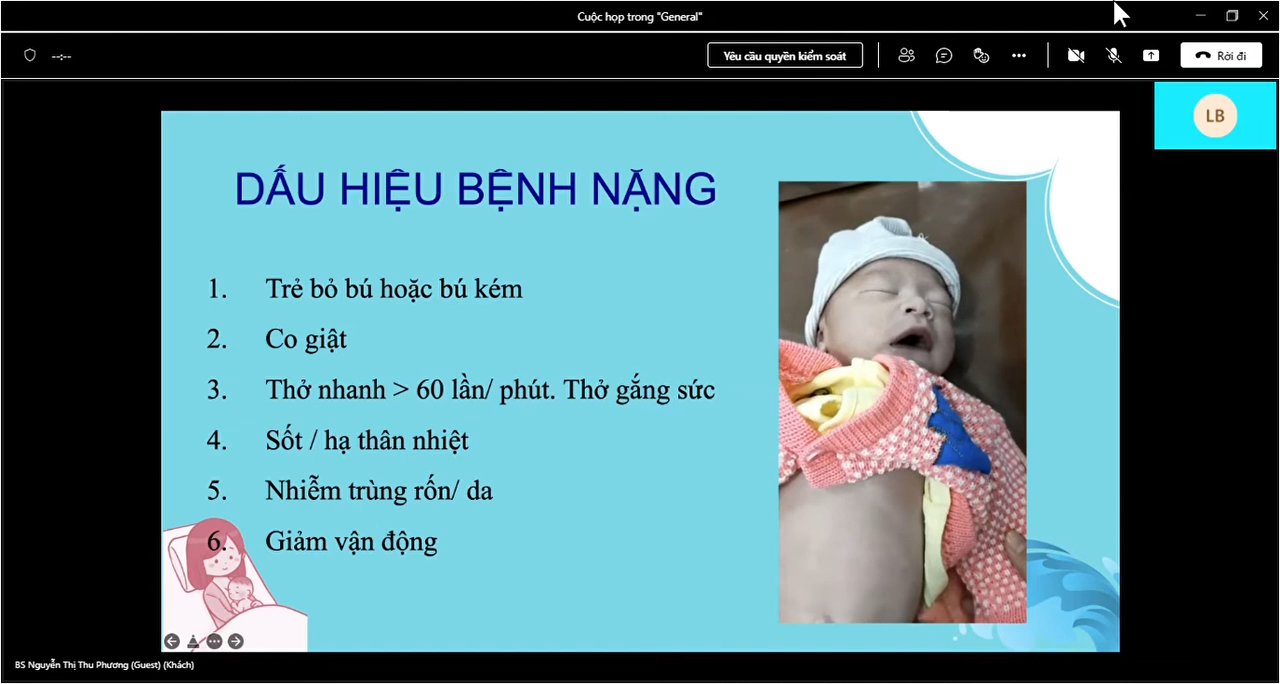 Cuộc họp trong "General"
--:--
Yêu cầu quyền kiểm soát
Rời đi
LB
DẤU HIỆU BỆNH NẶNG
1. Trẻ bỏ bú hoặc bú kém
2. Co giật
3. Thở nhanh > 60 lần/ phút. Thở gắng sức
4. Sốt / hạ thân nhiệt
5. Nhiễm trùng rốn/ da
6. Giảm vận động
BS Nguyễn Thị Thu Phương (Guest) (Khách)